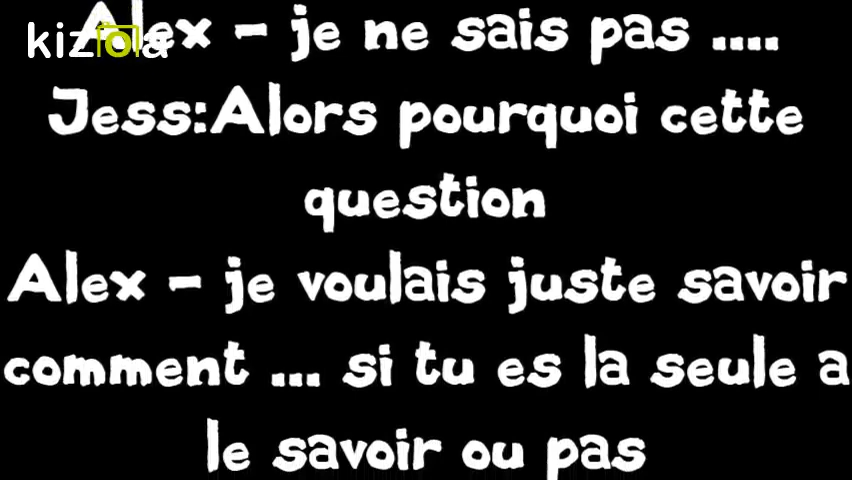 kizoa
Alex - je ne sais pas ....
Jess:Alors pourquoi cette
question
Alex - je voulais juste savoir
comment ... si tu es la seule a
le savoir ou pas